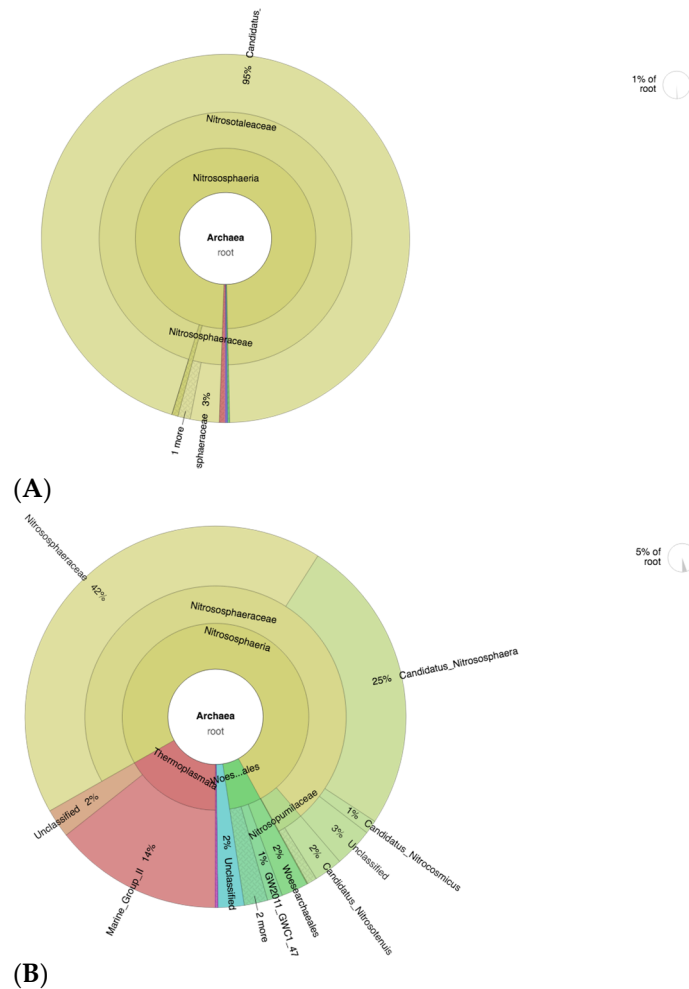 95% Candidatus_
1% of
root
Nitrosotaleaceae
Nitrososphaeria
Archaea
root
Nitrososphaeraceae
3%
sphaeraceae
1 more
(A)
Nitrososphaeraceae
42%
5% of
root
Nitrososphaeraceae
Nitrososphaeria
25% Candidatus_Nitrososphaera
Archaea
root
Thermoplasmata
Woes...ales
Nitrosopumilaceae
Unclassified 2%
1% Candidatus_Nitrocosmicus
3% Unclassified
2% Candidatus_Nitrosotenuis
2% Woesearchaeales
1% GW2011_GWC1_47
2 more
2% Unclassified
Marine_Group_II 14%
(B)